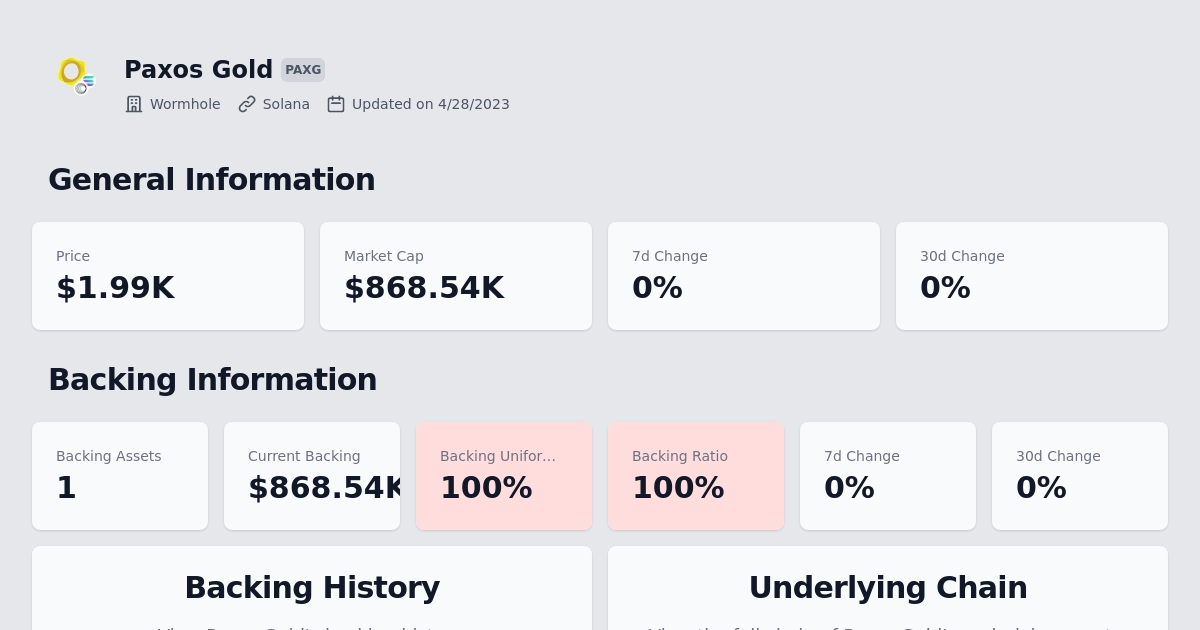 Paxos Gold PAXG
Wormhole Solana Updated on 4/28/2023
General Information
Price
$1.99K
Market Cap
$868.54K
7d Change
0%
30d Change
0%
Backing Information
Backing Assets
1
Current Backing
$868.54K
Backing Unifor...
100%
Backing Ratio
100%
7d Change
0%
30d Change
0%
Backing History
Underlying Chain